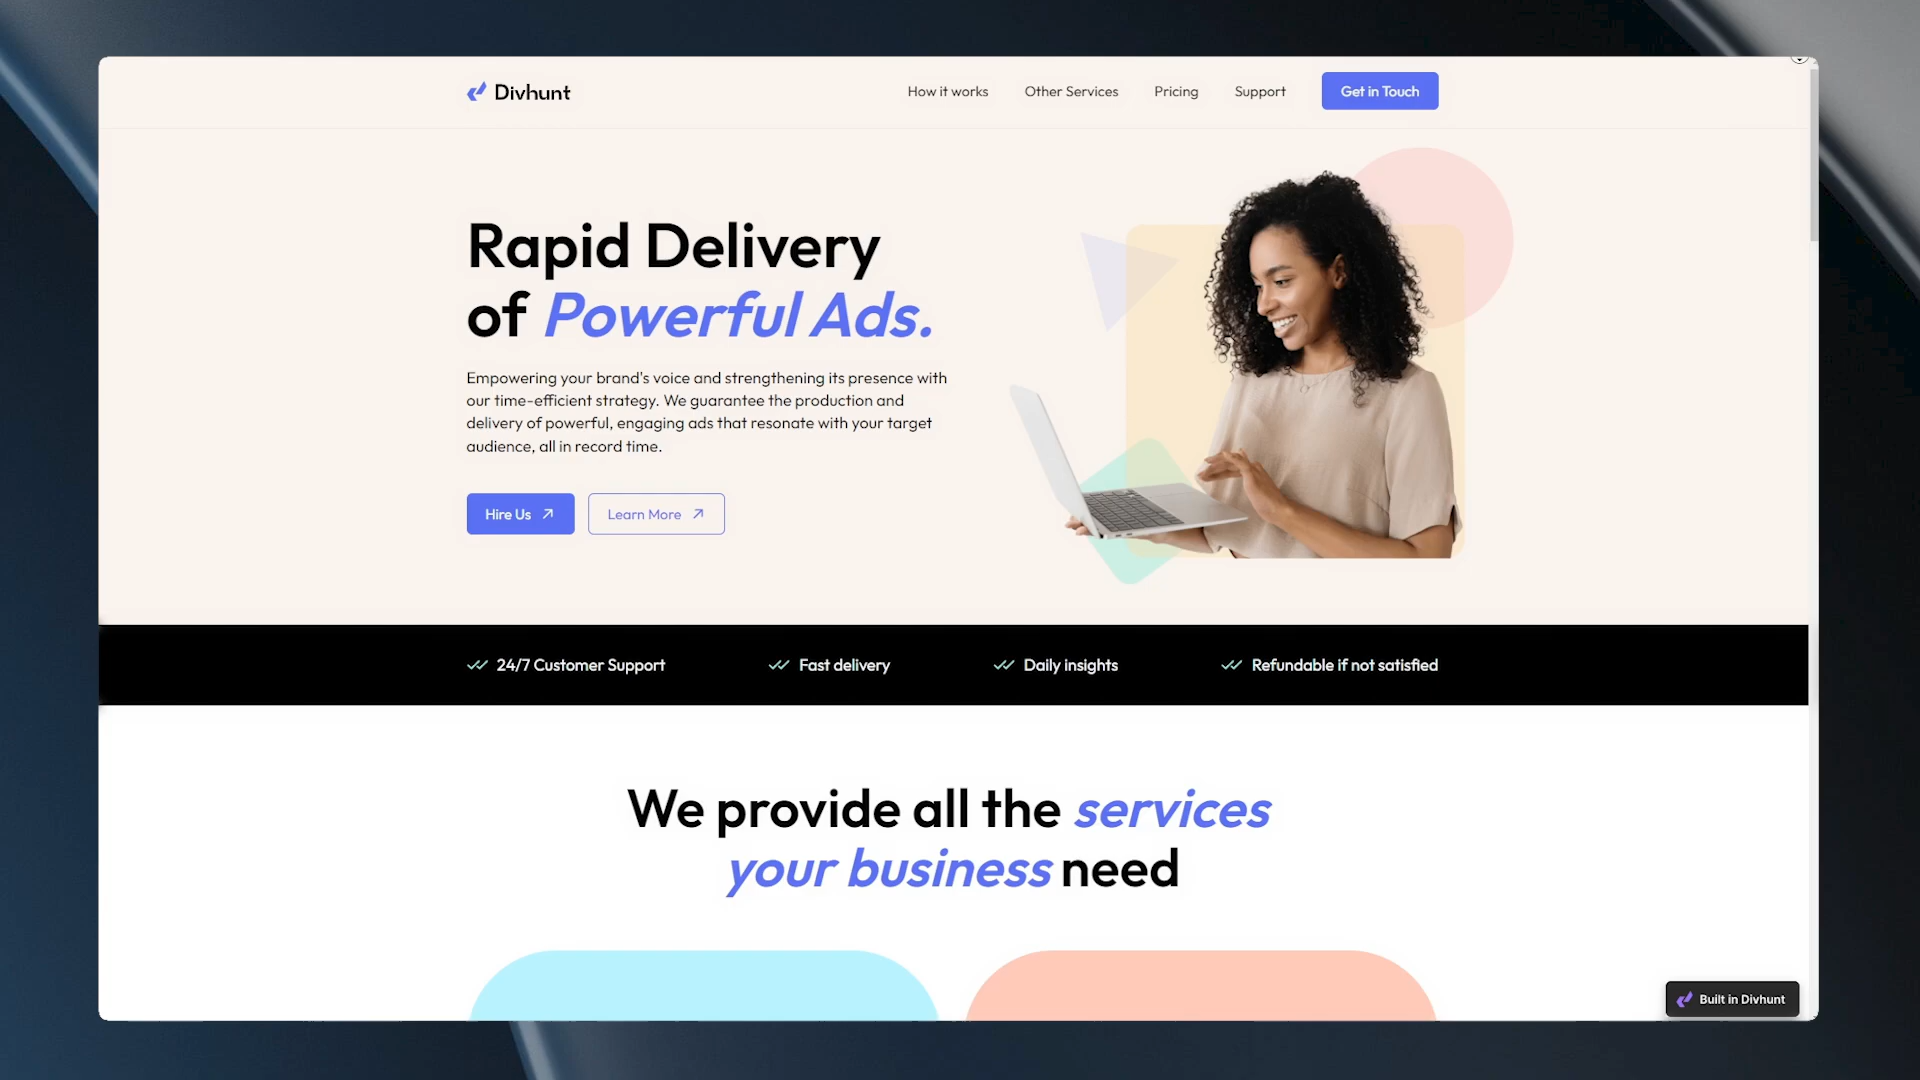 Divhunt
How it works
Other Services
Pricing
Support
Get in Touch
Rapid Delivery
of Powerful Ads.
Empowering your brand's voice and strengthening its presence with
our time-efficient strategy. We guarantee the production and
delivery of powerful, engaging ads that resonate with your target
audience, all in record time.
Hire Us
Learn More
24/7 Customer Support
Fast delivery
Daily insights
Refundable if not satisfied
We provide all the services
your business need
Built in Divhunt